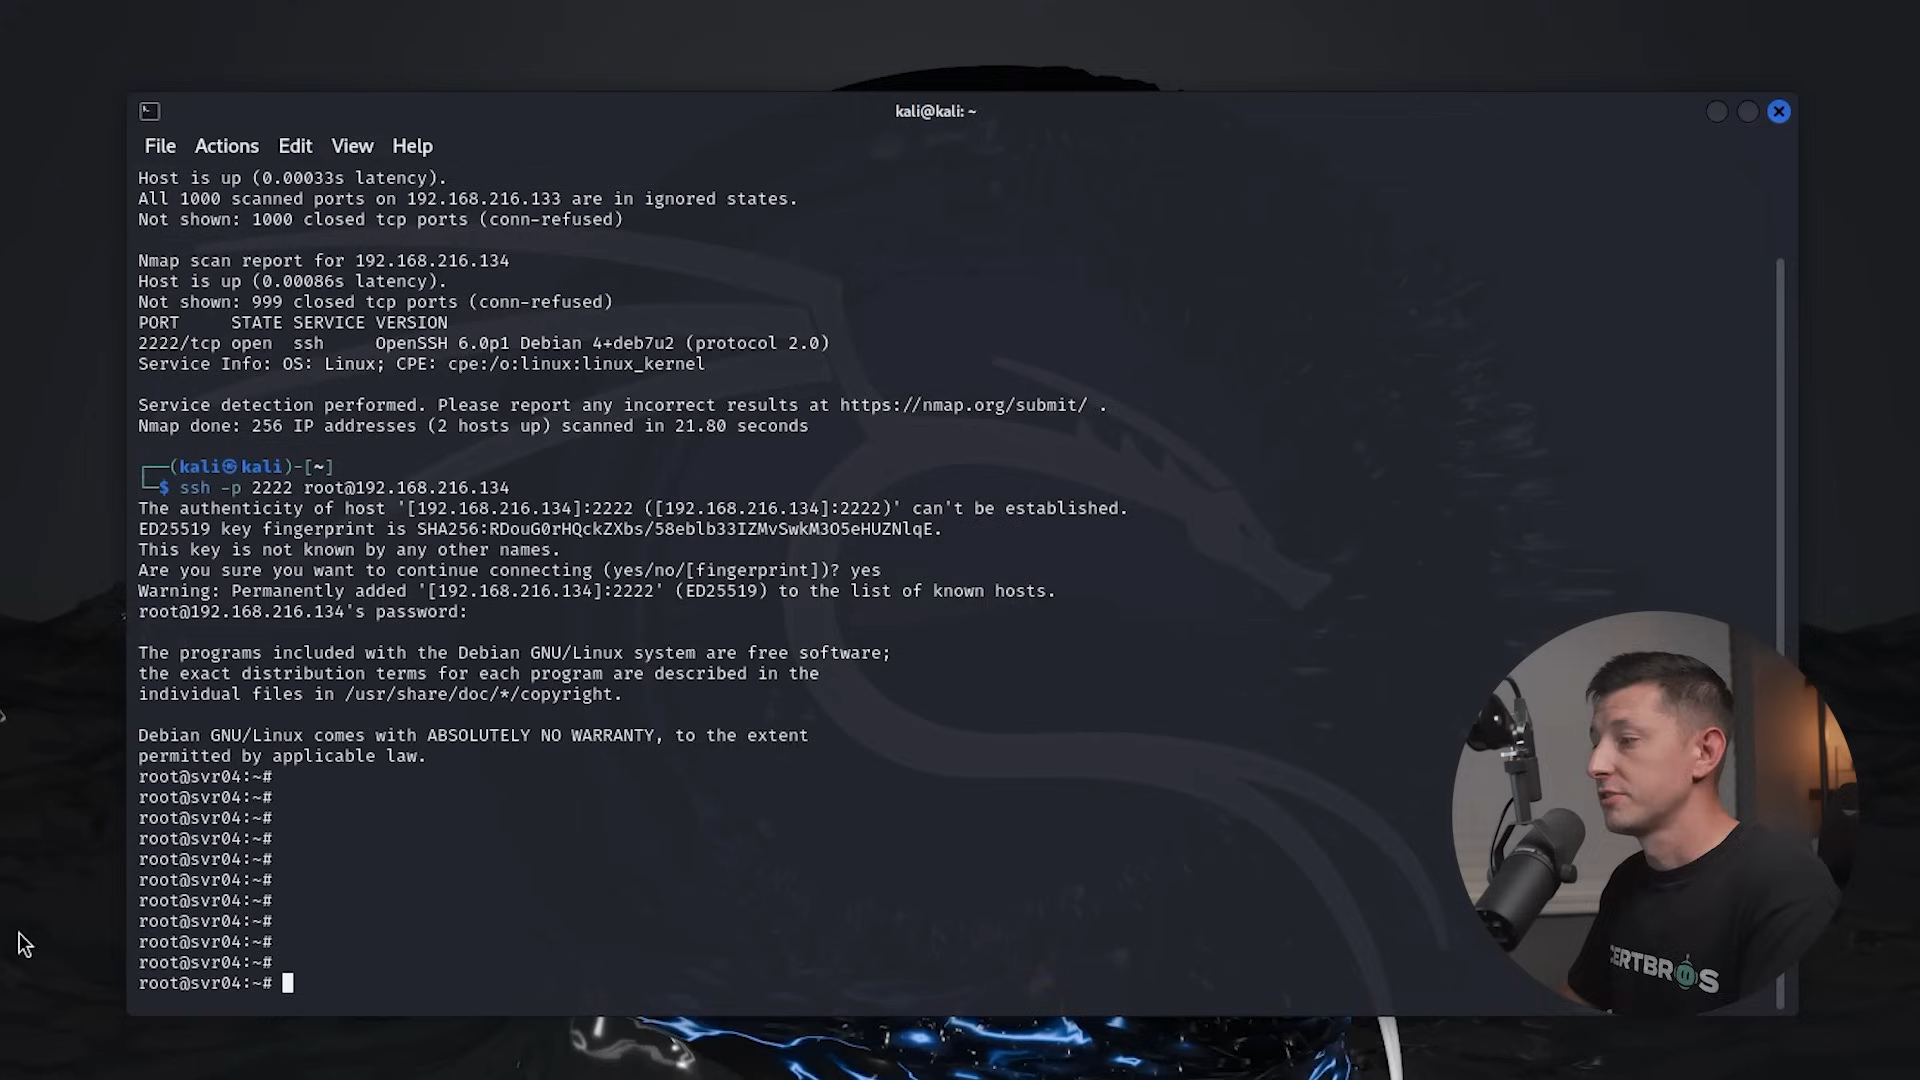 kali@kali: ~
File Actions Edit View Help
Host is up (0.00033s latency).
All 1000 scanned ports on 192.168.216.133 are in ignored states.
Not shown: 1000 closed tcp ports (conn-refused)
Nmap scan report for 192.168.216.134
Host is up (0.00086s latency).
Not shown: 999 closed tcp ports (conn-refused)
PORT     STATE SERVICE VERSION
2222/tcp open  ssh     OpenSSH 6.0p1 Debian 4+deb7u2 (protocol 2.0)
Service Info: OS: Linux; CPE: cpe:/o:linux:linux_kernel
Service detection performed. Please report any incorrect results at https://nmap.org/submit/ .
Nmap done: 256 IP addresses (2 hosts up) scanned in 21.80 seconds
┌──(kali㉿kali)-[~]
└─$ ssh -p 2222 root@192.168.216.134
The authenticity of host '[192.168.216.134]:2222 ([192.168.216.134]:2222)' can't be established.
ED25519 key fingerprint is SHA256:RDouG0rHQckZXbs/58eblb33IZMvSwkM3O5eHUZNlqE.
This key is not known by any other names.
Are you sure you want to continue connecting (yes/no/[fingerprint])? yes
Warning: Permanently added '[192.168.216.134]:2222' (ED25519) to the list of known hosts.
root@192.168.216.134's password:
The programs included with the Debian GNU/Linux system are free software;
the exact distribution terms for each program are described in the
individual files in /usr/share/doc/*/copyright.
Debian GNU/Linux comes with ABSOLUTELY NO WARRANTY, to the extent
permitted by applicable law.
root@svr04:~#
root@svr04:~#
root@svr04:~#
root@svr04:~#
root@svr04:~#
root@svr04:~#
root@svr04:~#
root@svr04:~#
root@svr04:~#
root@svr04:~#
root@svr04:~#
CERTBROS